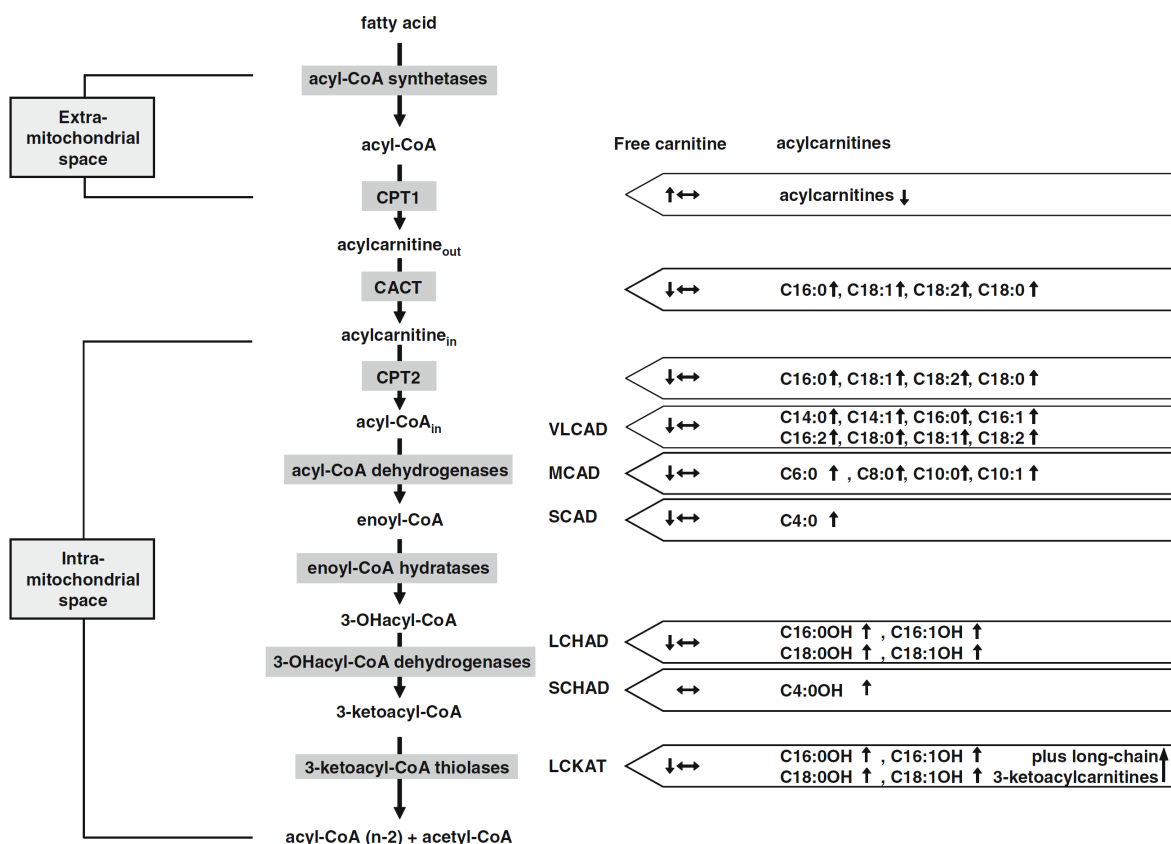 fatty acid
acyl-CoA synthetases
Extra-
mitochondrial
space
acyl-CoA
Free carnitine acylcarnitines
CPT1
↑↔ acylcarnitines ↓
acylcarnitineout
CACT
↓↔ C16:0↑, C18:1↑, C18:2↑, C18:0 ↑
acylcarnitinein
CPT2
↓↔ C16:0↑, C18:1↑, C18:2↑, C18:0 ↑
acyl-CoAin
VLCAD ↓↔ C14:0↑, C14:1↑, C16:0↑, C16:1 ↑
C16:2↑, C18:0↑, C18:1↑, C18:2 ↑
acyl-CoA dehydrogenases
MCAD ↓↔ C6:0 ↑ , C8:0↑, C10:0↑, C10:1 ↑
enoyl-CoA
SCAD ↓↔ C4:0 ↑
Intra-
mitochondrial
space
enoyl-CoA hydratases
3-OHacyl-CoA
LCHAD ↓↔ C16:0OH ↑ , C16:1OH ↑
C18:0OH ↑ , C18:1OH ↑
3-OHacyl-CoA dehydrogenases
SCHAD ↔ C4:0OH ↑
3-ketoacyl-CoA
3-ketoacyl-CoA thiolases
LCKAT ↓↔ C16:0OH ↑ , C16:1OH ↑ plus long-chain
C18:0OH ↑ , C18:1OH ↑ 3-ketoacylcarnitines ↑
acyl-CoA (n-2) + acetyl-CoA